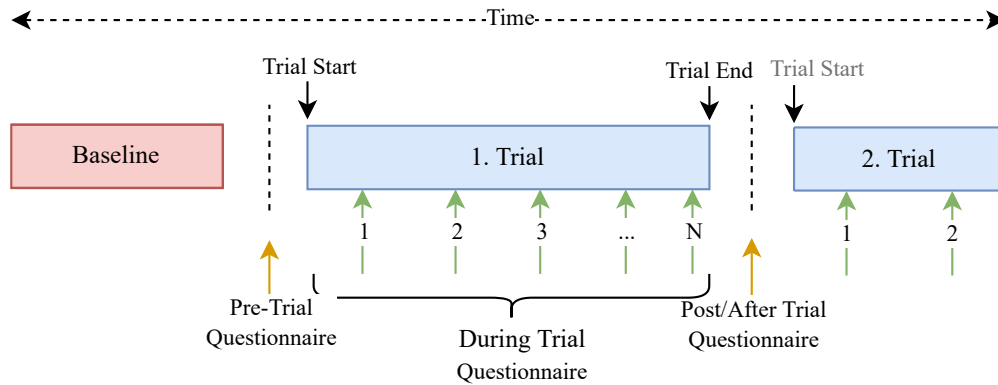 Time
Trial Start
Trial End
Trial Start
Baseline
1. Trial
2. Trial
1
2
3
...
N
1
2
Pre-Trial
Questionnaire
During Trial
Questionnaire
Post/After Trial
Questionnaire